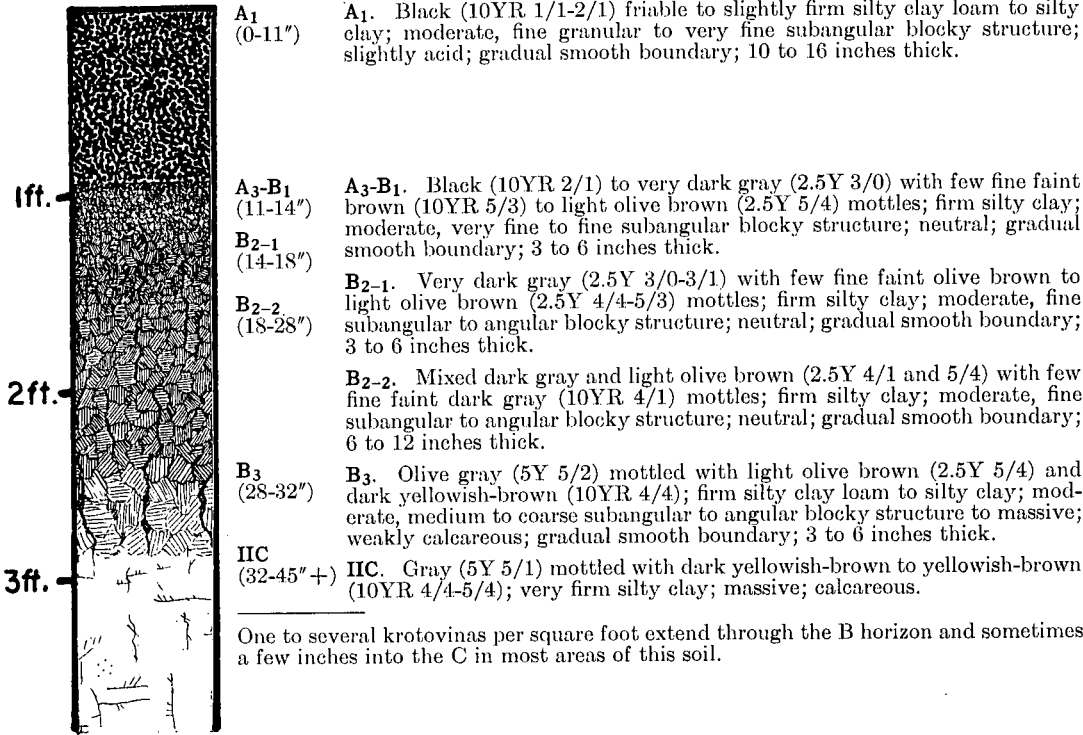 A₁
(0-11″)
A₁. Black (10YR 1/1-2/1) friable to slightly firm silty clay loam to silty
clay; moderate, fine granular to very fine subangular blocky structure;
slightly acid; gradual smooth boundary; 10 to 16 inches thick.
1ft.
A₃-B₁
(11-14″)
A₃-B₁. Black (10YR 2/1) to very dark gray (2.5Y 3/0) with few fine faint
brown (10YR 5/3) to light olive brown (2.5Y 5/4) mottles; firm silty clay;
moderate, very fine to fine subangular blocky structure; neutral; gradual
smooth boundary; 3 to 6 inches thick.
B₂₋₁
(14-18″)
B₂₋₁. Very dark gray (2.5Y 3/0-3/1) with few fine faint olive brown to
light olive brown (2.5Y 4/4-5/3) mottles; firm silty clay; moderate, fine
subangular to angular blocky structure; neutral; gradual smooth boundary;
3 to 6 inches thick.
B₂₋₂
(18-28″)
2ft.
B₂₋₂. Mixed dark gray and light olive brown (2.5Y 4/1 and 5/4) with few
fine faint dark gray (10YR 4/1) mottles; firm silty clay; moderate, fine
subangular to angular blocky structure; neutral; gradual smooth boundary;
6 to 12 inches thick.
B₃
(28-32″)
B₃. Olive gray (5Y 5/2) mottled with light olive brown (2.5Y 5/4) and
dark yellowish-brown (10YR 4/4); firm silty clay loam to silty clay; mod-
erate, medium to coarse subangular to angular blocky structure to massive;
weakly calcareous; gradual smooth boundary; 3 to 6 inches thick.
3ft.
IIC
(32-45″+)
IIC. Gray (5Y 5/1) mottled with dark yellowish-brown to yellowish-brown
(10YR 4/4-5/4); very firm silty clay; massive; calcareous.
One to several krotovinas per square foot extend through the B horizon and sometimes
a few inches into the C in most areas of this soil.